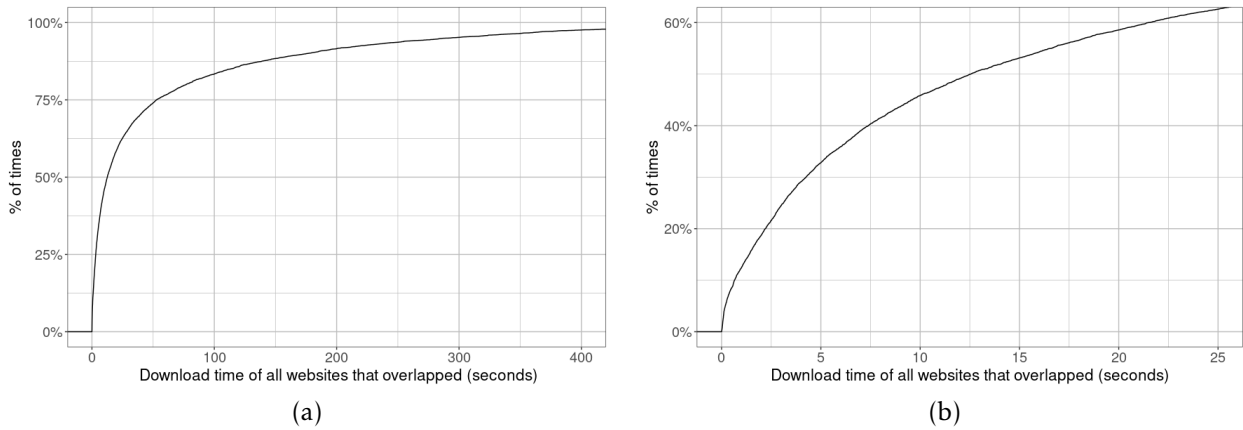 100%
75%
50%
25%
0%
% of times
0 100 200 300 400
Download time of all websites that overlapped (seconds)
(a)
60%
40%
20%
0%
% of times
0 5 10 15 20 25
Download time of all websites that overlapped (seconds)
(b)